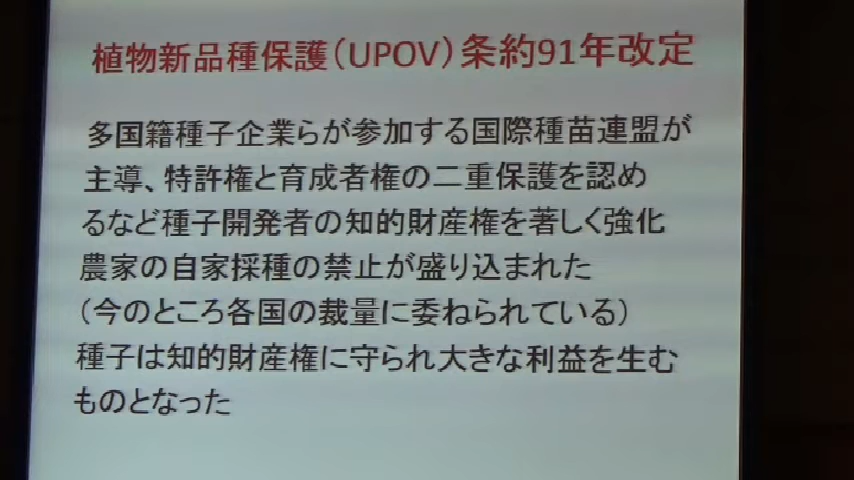 植物新品種保護（UPOV）条約91年改定
多国籍種子企業らが参加する国際種苗連盟が
主導、特許権と育成者権の二重保護を認め
るなど種子開発者の知的財産権を著しく強化
農家の自家採種の禁止が盛り込まれた
（今のところ各国の裁量に委ねられている）
種子は知的財産権に守られ大きな利益を生む
ものとなった